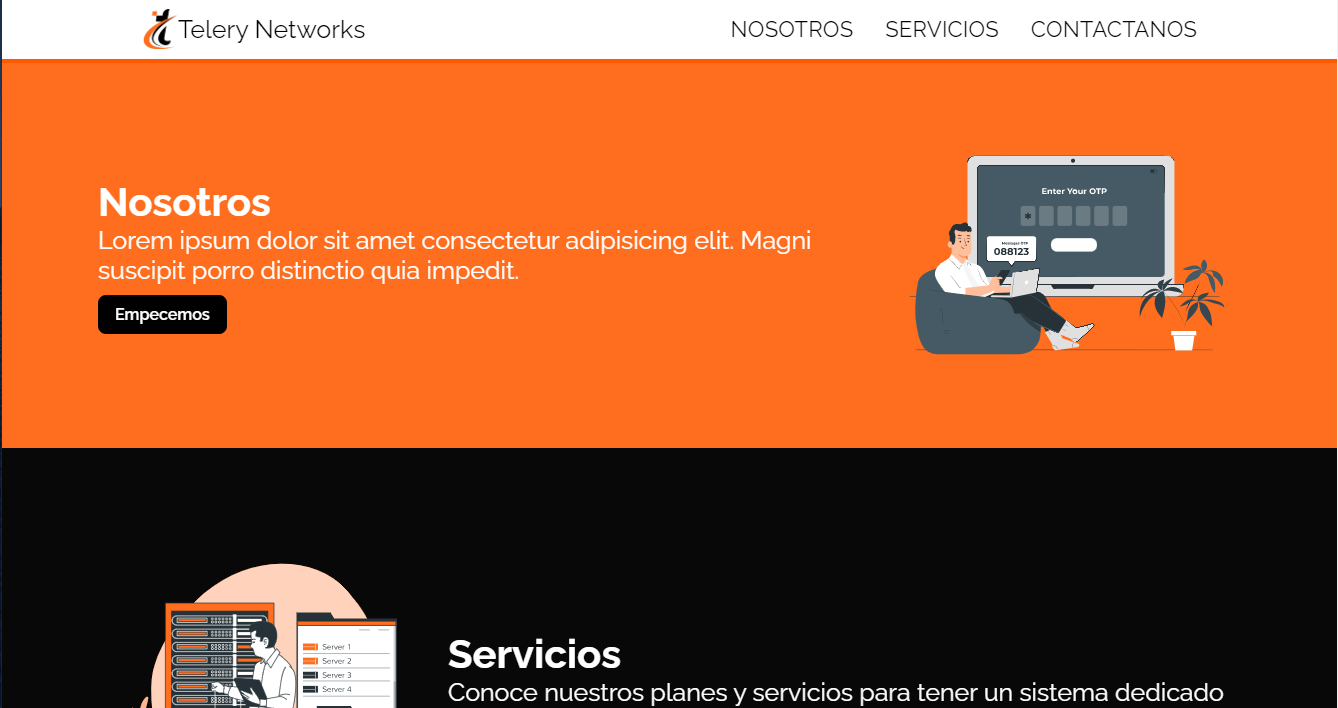 Telery Networks
NOSOTROS SERVICIOS CONTACTANOS
Nosotros
Lorem ipsum dolor sit amet consectetur adipisicing elit. Magni
suscipit porro distinctio quia impedit.
Empecemos
Enter Your OTP
Messages OTP
088123
Server 1
Server 2
Server 3
Server 4
Servicios
Conoce nuestros planes y servicios para tener un sistema dedicado